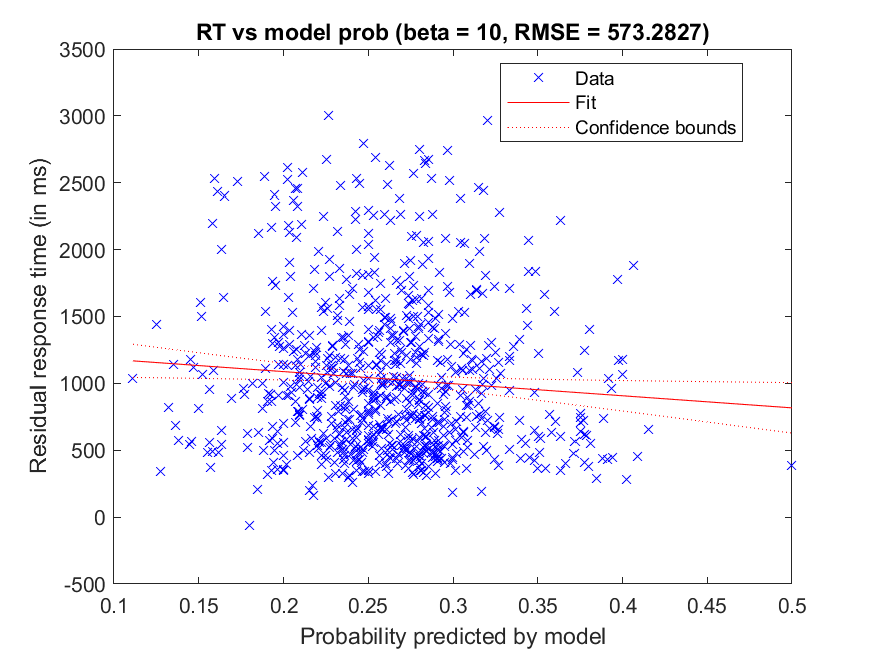 RT vs model prob (beta = 10, RMSE = 573.2827)
Data
Fit
Confidence bounds
Residual response time (in ms)
3500
3000
2500
2000
1500
1000
500
0
-500
0.1 0.15 0.2 0.25 0.3 0.35 0.4 0.45 0.5
Probability predicted by model